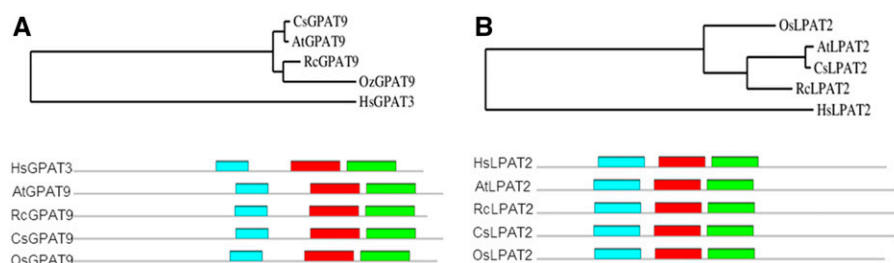 A
CsGPAT9
AtGPAT9
RcGPAT9
OzGPAT9
HsGPAT3
HsGPAT3
AtGPAT9
RcGPAT9
CsGPAT9
OsGPAT9
B
OsLPAT2
AtLPAT2
CsLPAT2
RcLPAT2
HsLPAT2
HsLPAT2
AtLPAT2
RcLPAT2
CsLPAT2
OsLPAT2